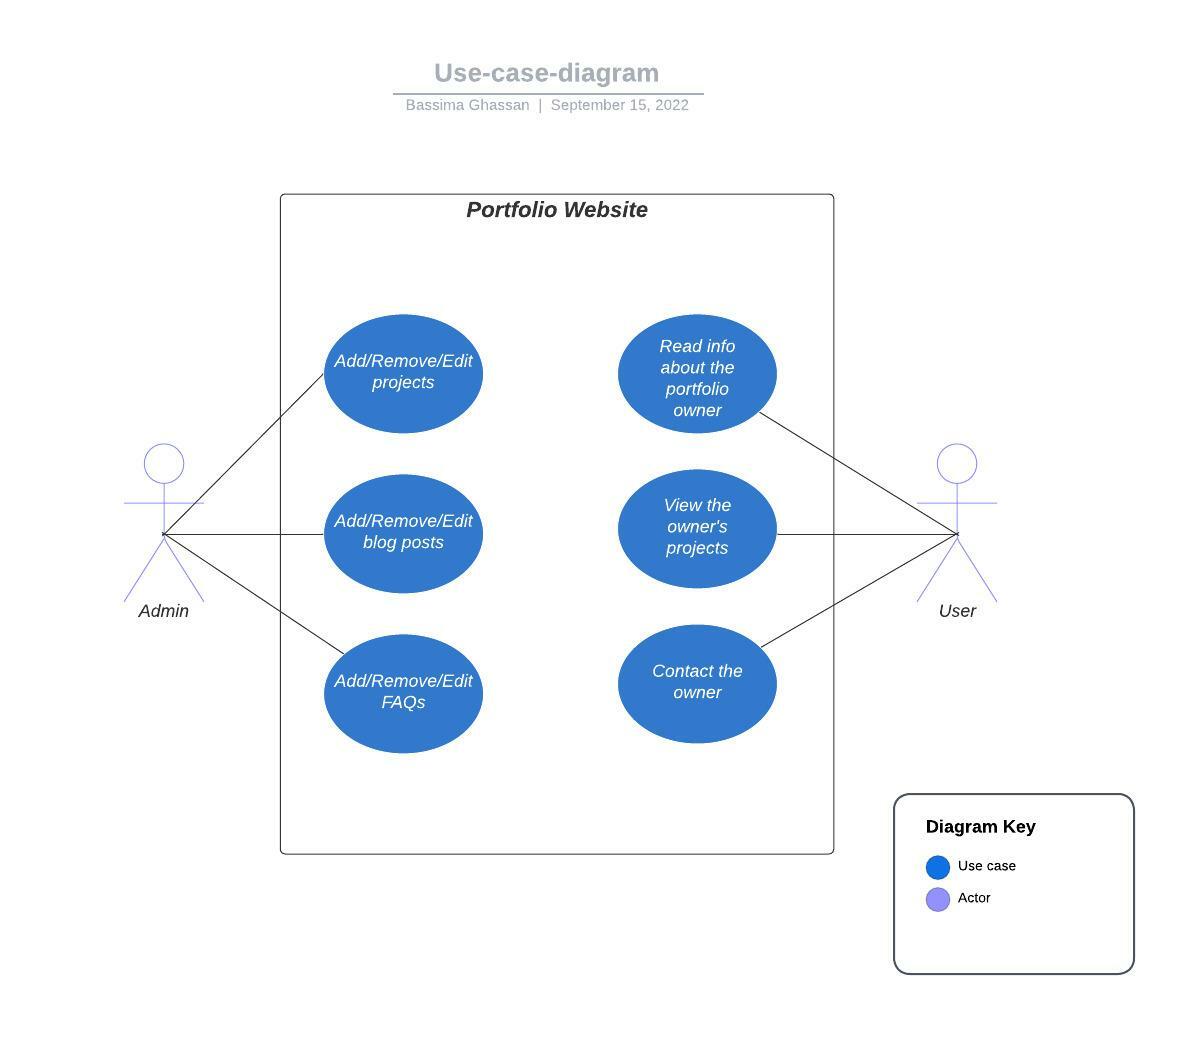 Use-case-diagram
Bassima Ghassan | September 15, 2022
Portfolio Website
Add/Remove/Edit
projects
Read info
about the
portfolio
owner
Add/Remove/Edit
blog posts
View the
owner's
projects
Admin
User
Add/Remove/Edit
FAQs
Contact the
owner
Diagram Key
Use case
Actor